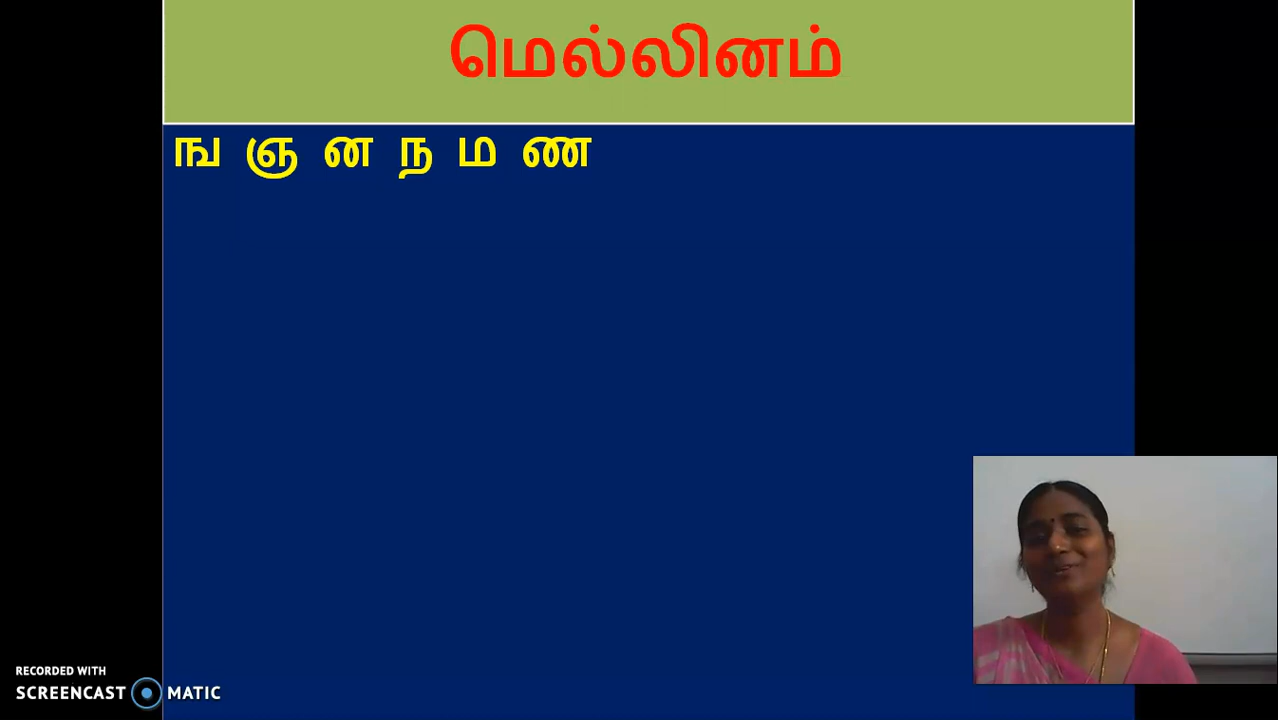 மெல்லினம்
ங ஞ ன ந ம ண
RECORDED WITH
SCREENCAST MATIC